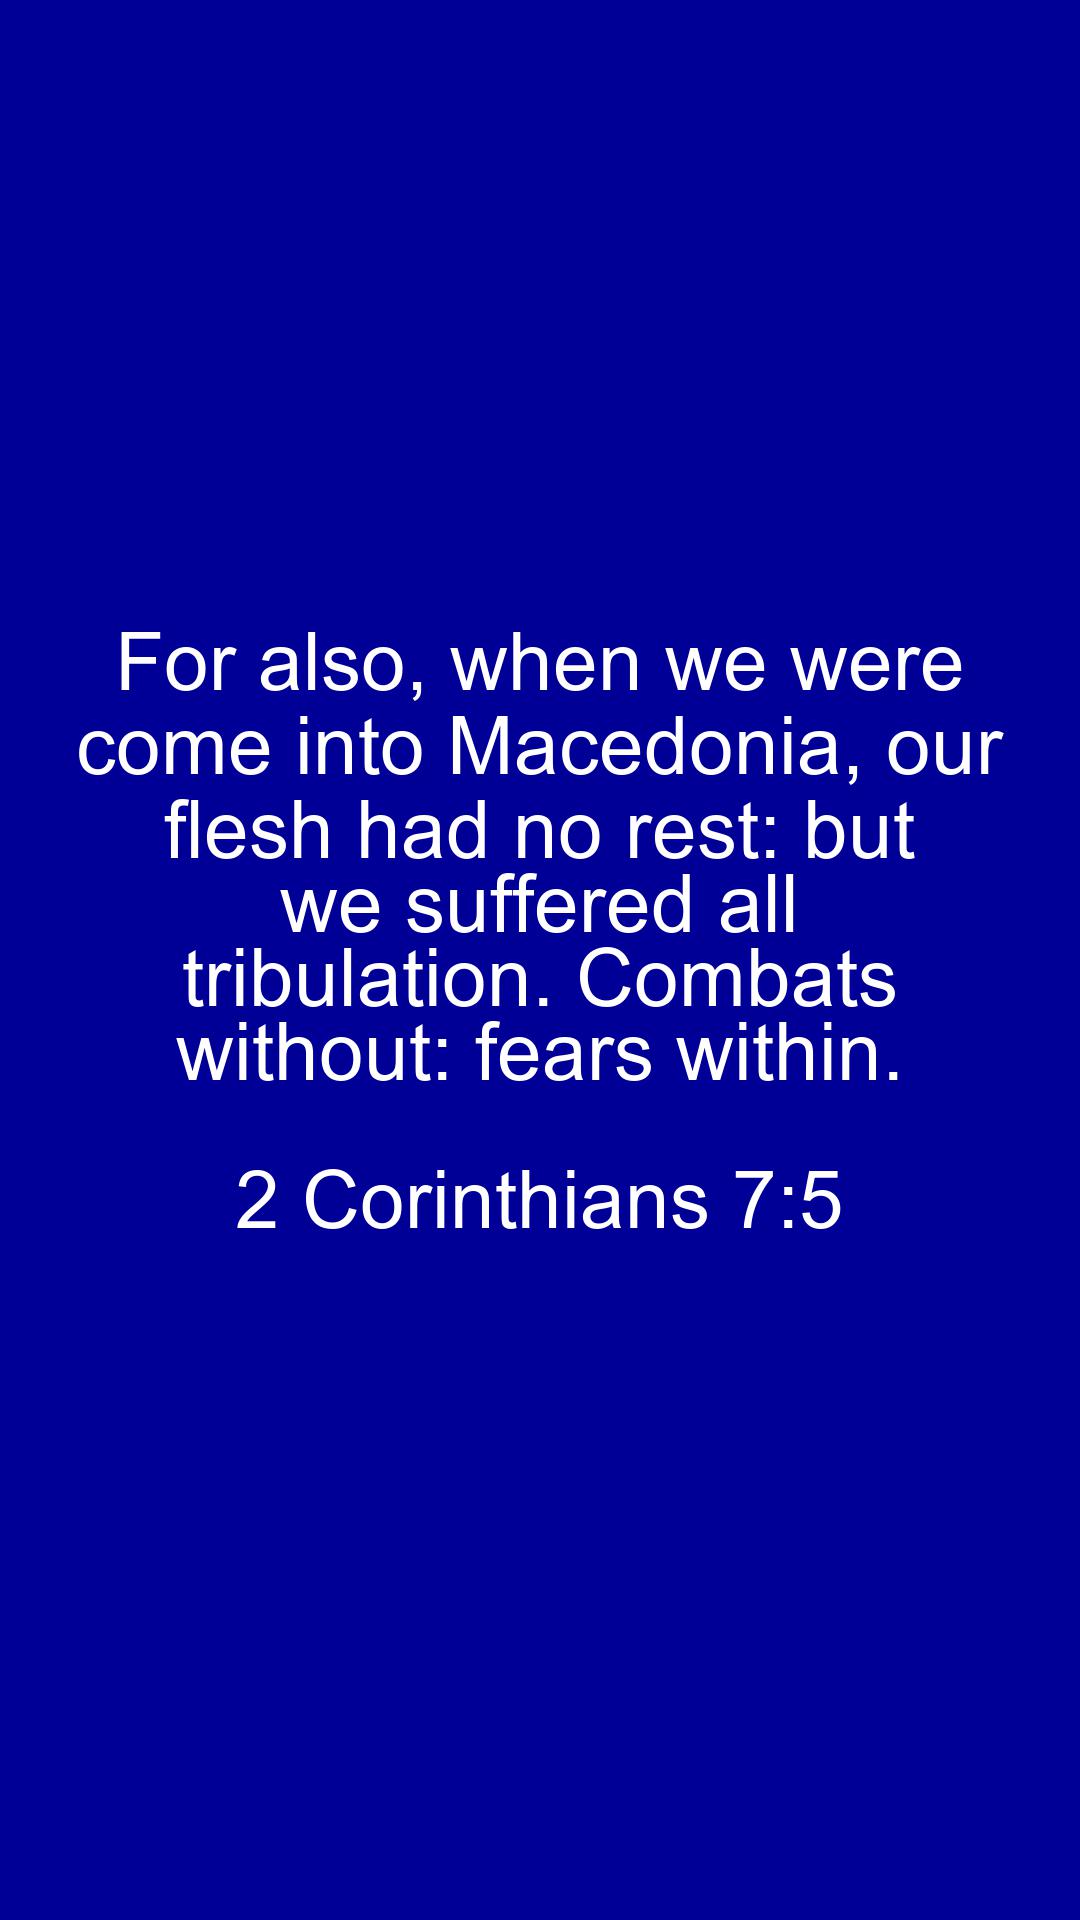 For also, when we were
come into Macedonia, our
flesh had no rest: but
we suffered all
tribulation. Combats
without: fears within.
2 Corinthians 7:5